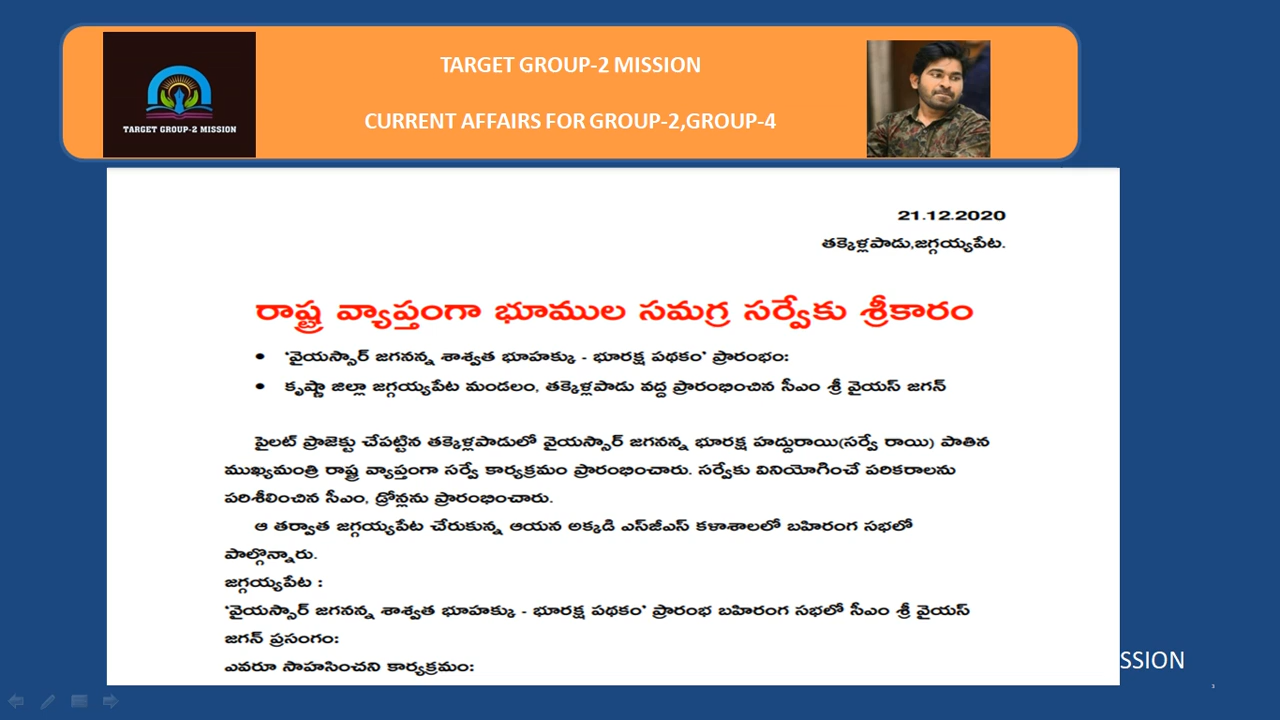 TARGET GROUP-2 MISSION
TARGET GROUP-2 MISSION
CURRENT AFFAIRS FOR GROUP-2,GROUP-4
21.12.2020
తక్కెళ్లపాడు,జగ్గయ్యపేట.
రాష్ట్ర వ్యాప్తంగా భూముల సమగ్ర సర్వేకు శ్రీకారం
• 'వైయస్సార్ జగనన్న శాశ్వత భూహక్కు - భూరక్ష పథకం' ప్రారంభం:
• కృష్ణా జిల్లా జగ్గయ్యపేట మండలం, తక్కెళ్లపాడు వద్ద ప్రారంభించిన సీఎం శ్రీ వైయస్ జగన్
పైలట్ ప్రాజెక్టు చేపట్టిన తక్కెళ్లపాడులో వైయస్సార్ జగనన్న భూరక్ష హద్దురాయి(సర్వే రాయి) పాతిన
ముఖ్యమంత్రి రాష్ట్ర వ్యాప్తంగా సర్వే కార్యక్రమం ప్రారంభించారు. సర్వేకు వినియోగించే పరికరాలను
పరిశీలించిన సీఎం, డ్రోన్లను ప్రారంభించారు.
ఆ తర్వాత జగ్గయ్యపేట చేరుకున్న ఆయన అక్కడి ఎస్‌జీఎస్ కళాశాలలో బహిరంగ సభలో
పాల్గొన్నారు.
జగ్గయ్యపేట :
'వైయస్సార్ జగనన్న శాశ్వత భూహక్కు - భూరక్ష పథకం' ప్రారంభ బహిరంగ సభలో సీఎం శ్రీ వైయస్
జగన్ ప్రసంగం:
ఎవరూ సాహసించని కార్యక్రమం:
SSION
3